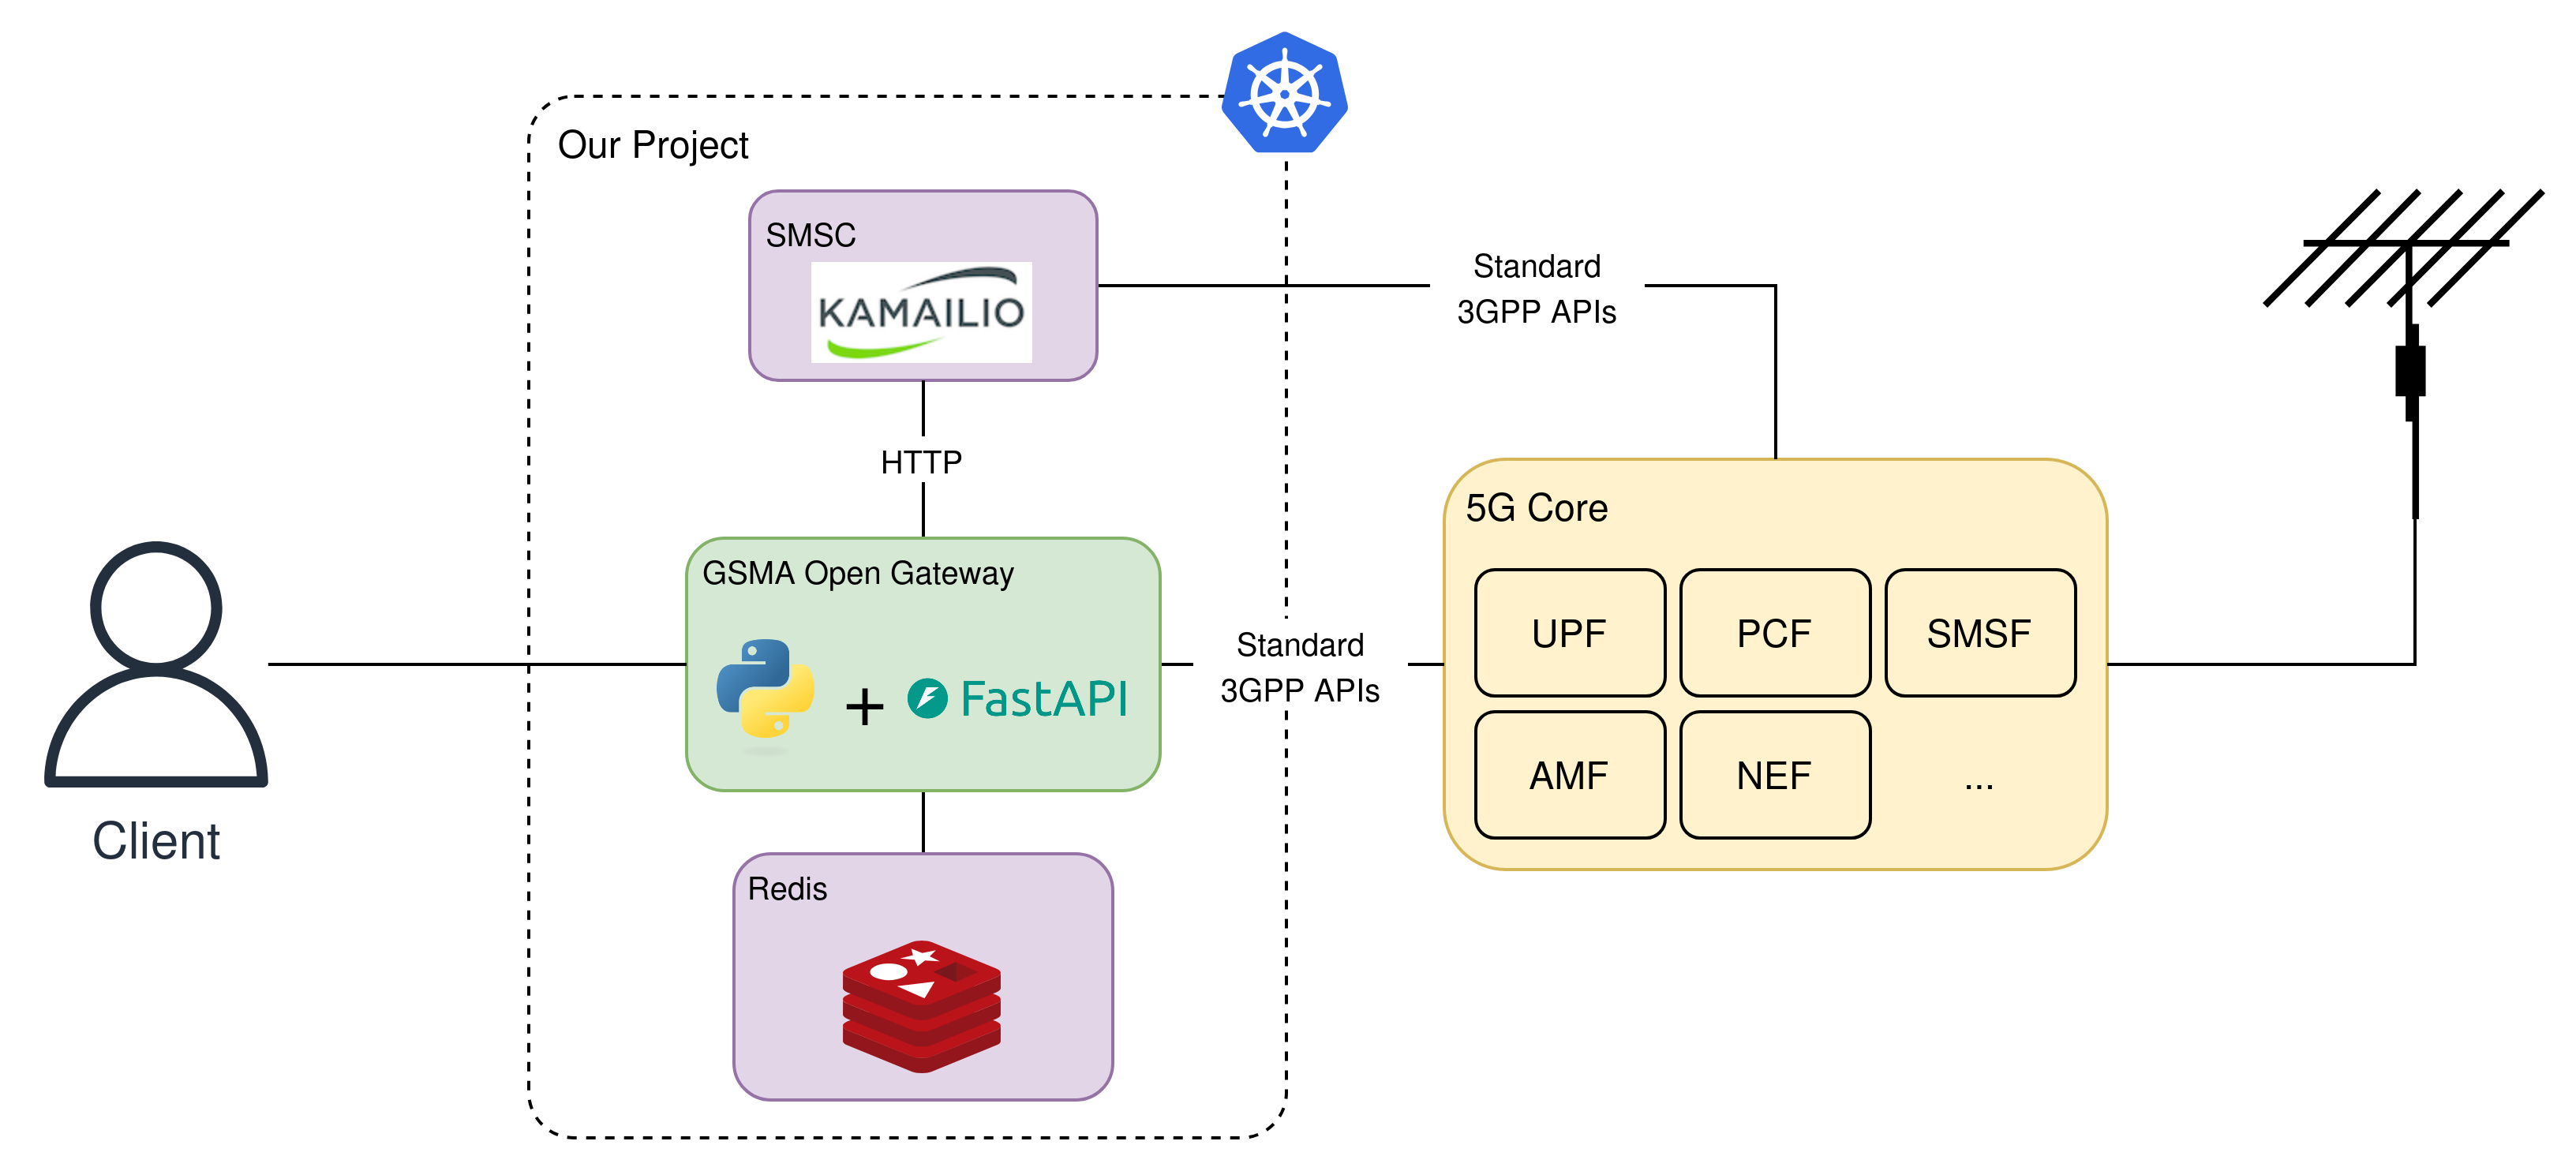 Our Project
SMSC
KAMAILIO
Standard
3GPP APIs
HTTP
GSMA Open Gateway
+ FastAPI
Standard
3GPP APIs
5G Core
UPF
PCF
SMSF
AMF
NEF
...
Client
Redis